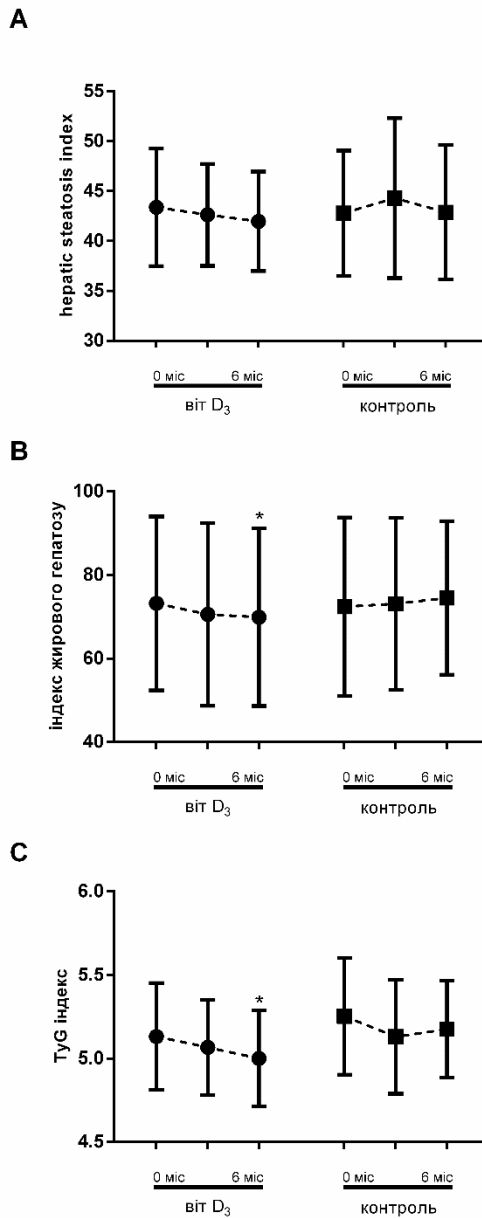 A
hepatic steatosis index
55
50
45
40
35
30
0 міс 6 міс 0 міс 6 міс
віт D₃ контроль
B
індекс жирового гепатозу
100
80
60
40
*
0 міс 6 міс 0 міс 6 міс
віт D₃ контроль
C
TyG індекс
6.0
5.5
5.0
4.5
*
0 міс 6 міс 0 міс 6 міс
віт D₃ контроль